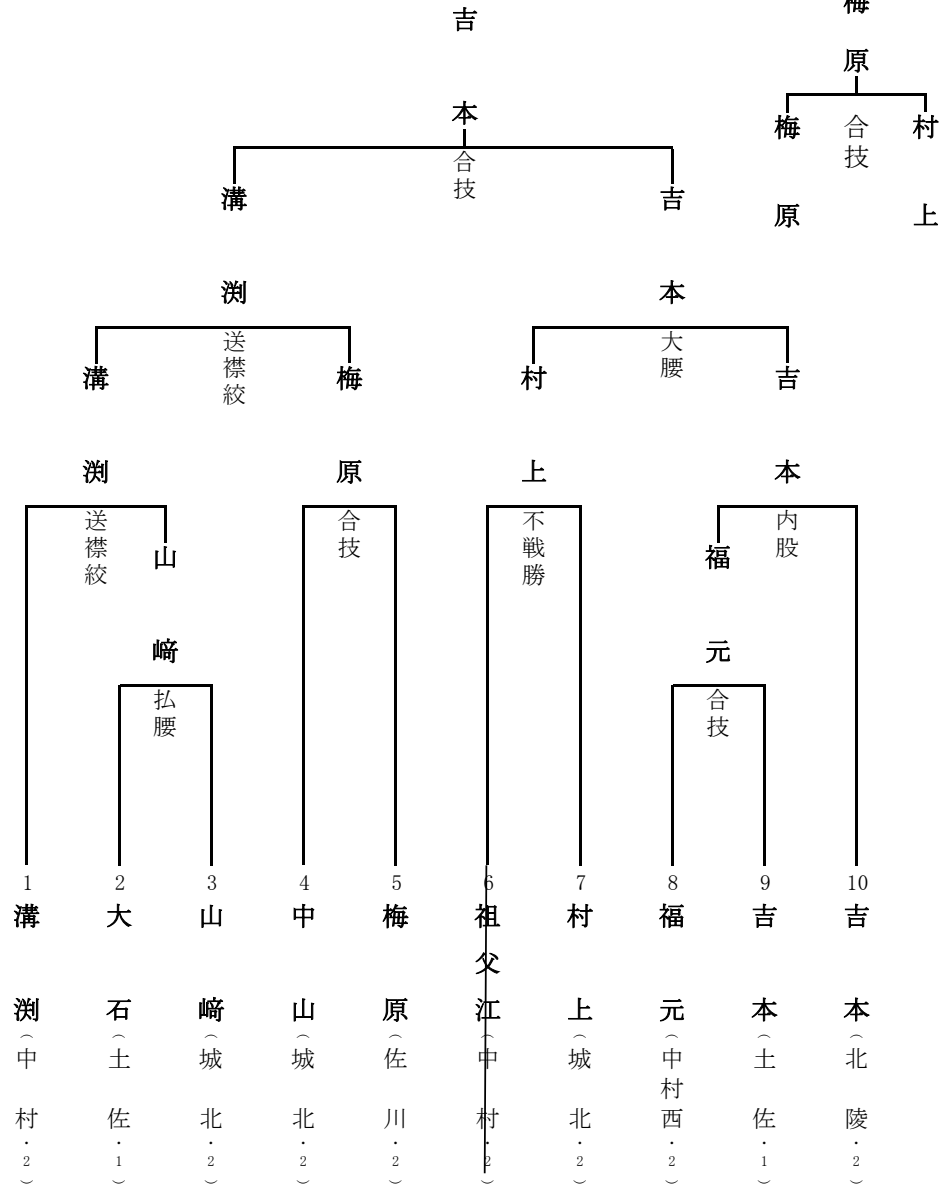 吉本
合技
梅原
梅原
合技
村上
溝渕
送襟絞
吉本
大腰
溝渕
送襟絞
梅原
合技
村上
不戦勝
吉本
内股
山﨑
払腰
福元
合技
1 溝渕（中村・2）
2 大石（土佐・1）
3 山﨑（城北・2）
4 中山（城北・2）
5 梅原（佐川・2）
6 祖父江（中村・2）
7 村上（城北・2）
8 福元（中村西・2）
9 吉本（土佐・1）
10 吉本（北陵・2）